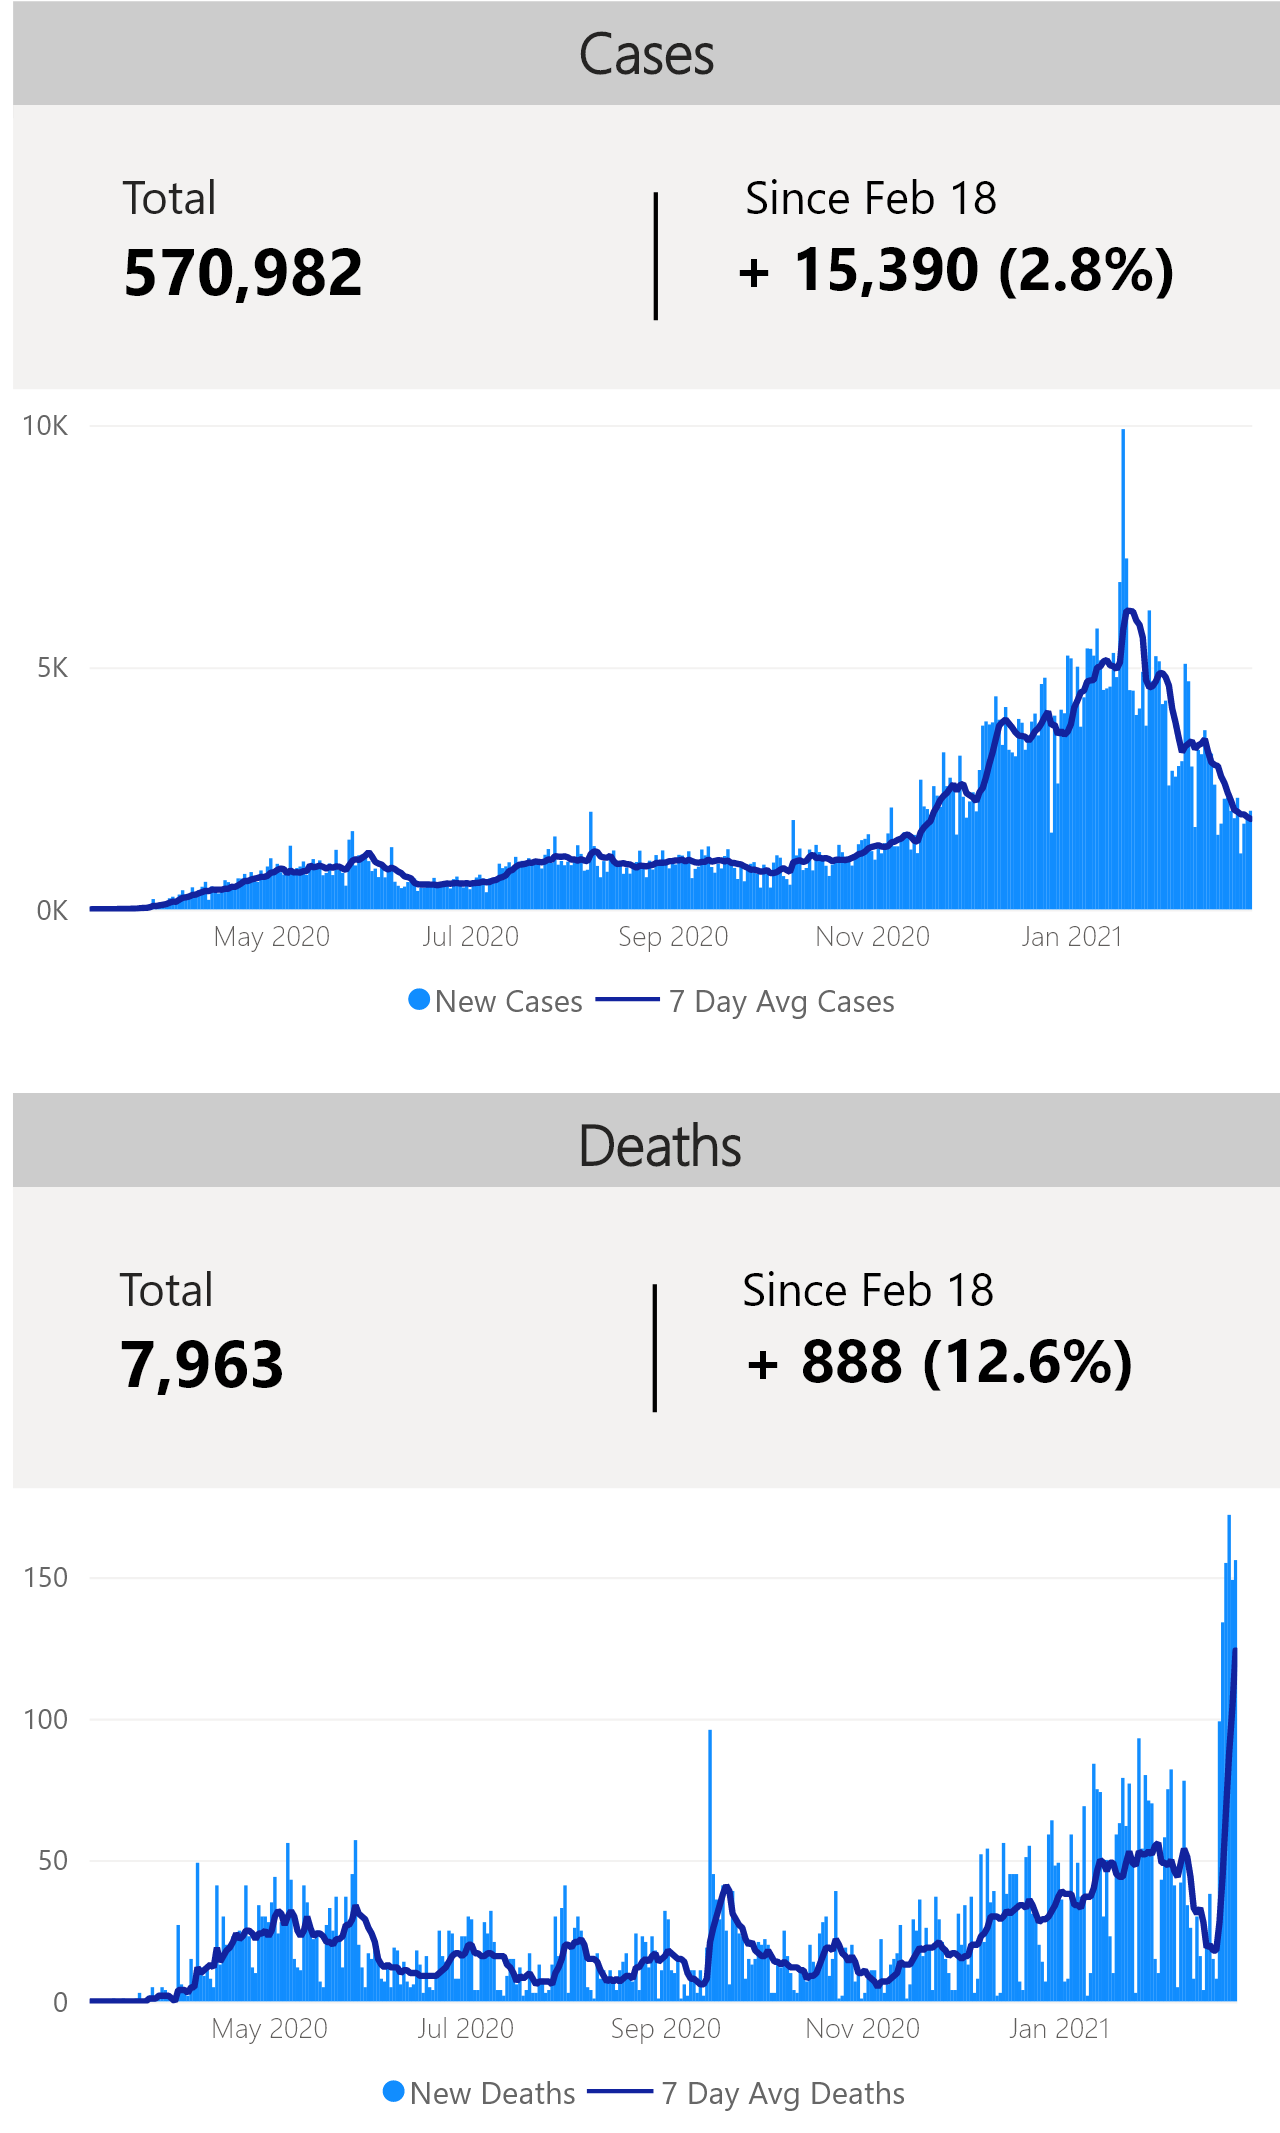 Cases
Total
Since Feb 18
570,982
+ 15,390 (2.8%)
10K
5K
0K
May 2020 Jul 2020 Sep 2020 Nov 2020 Jan 2021
New Cases 7 Day Avg Cases
Deaths
Total
Since Feb 18
7,963
+ 888 (12.6%)
150
100
50
0
May 2020 Jul 2020 Sep 2020 Nov 2020 Jan 2021
New Deaths 7 Day Avg Deaths